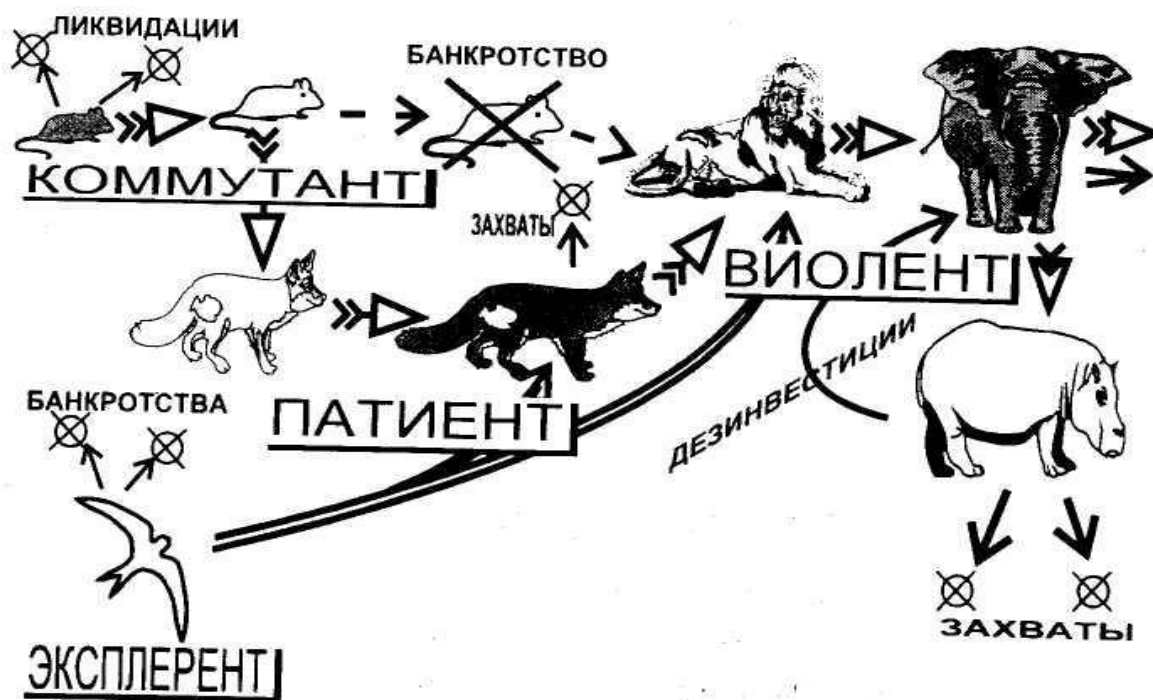 ЛИКВИДАЦИИ
БАНКРОТСТВО
КОММУТАНТ
ЗАХВАТЫ
ВИОЛЕНТ
ДЕЗИНВЕСТИЦИИ
БАНКРОТСТВА
ПАТИЕНТ
ЗАХВАТЫ
ЭКСПЛЕРЕНТ